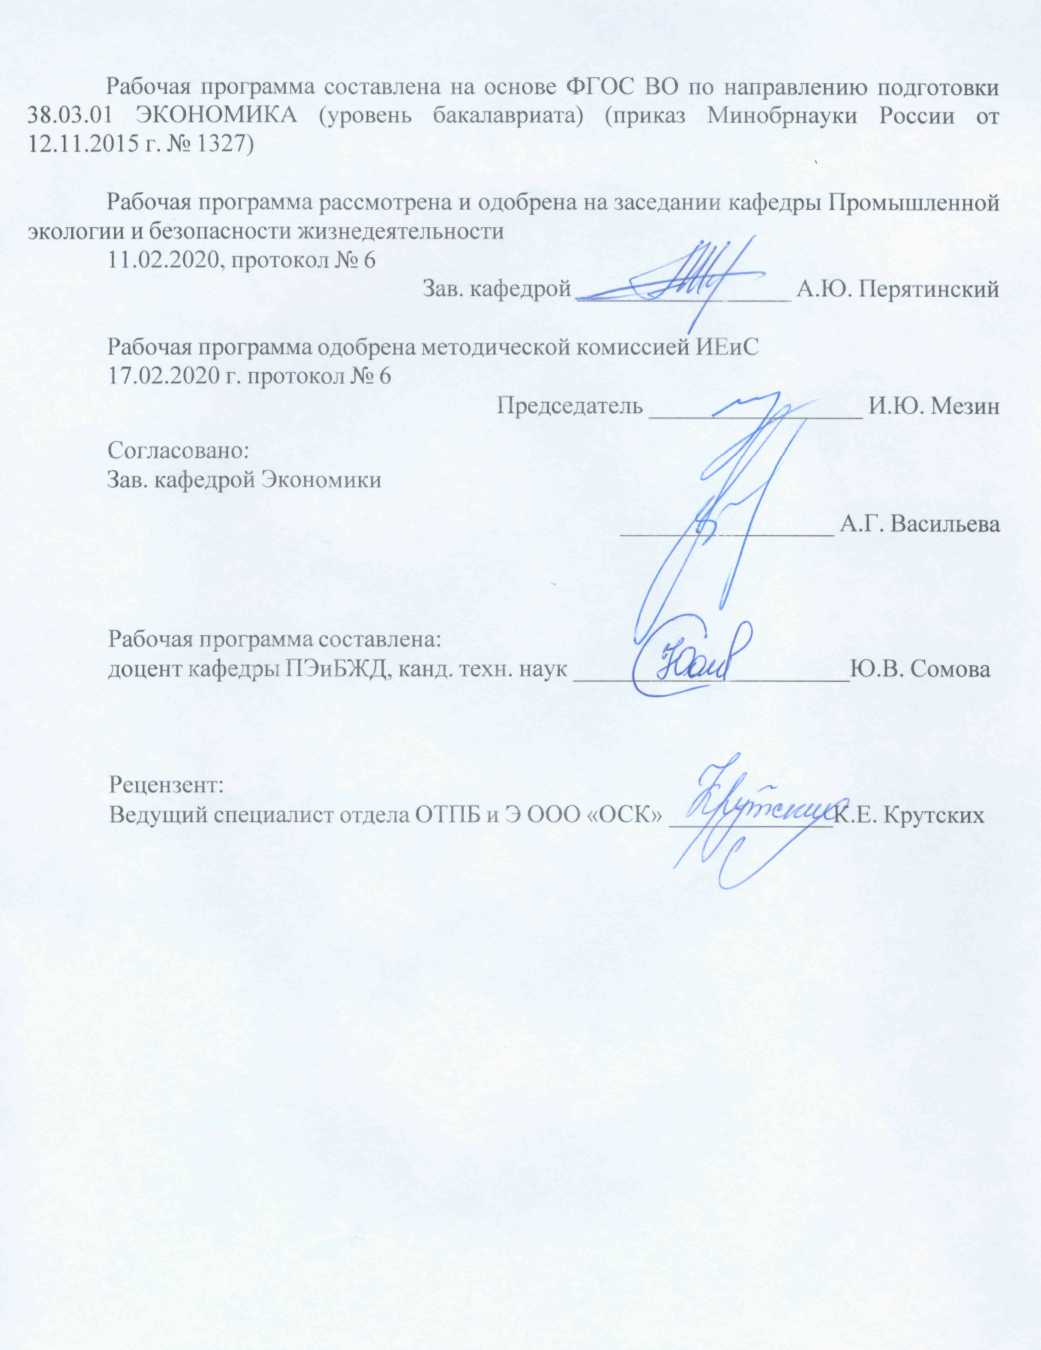 Рабочая программа составлена на основе ФГОС ВО по направлению подготовки
38.03.01 ЭКОНОМИКА (уровень бакалавриата) (приказ Минобрнауки России от
12.11.2015 г. № 1327)
Рабочая программа рассмотрена и одобрена на заседании кафедры Промышленной
экологии и безопасности жизнедеятельности
11.02.2020, протокол № 6
Зав. кафедрой А.Ю. Перятинский
Рабочая программа одобрена методической комиссией ИЕиС
17.02.2020 г. протокол № 6
Председатель И.Ю. Мезин
Согласовано:
Зав. кафедрой Экономики
А.Г. Васильева
Рабочая программа составлена:
доцент кафедры ПЭиБЖД, канд. техн. наук Ю.В. Сомова
Рецензент:
Ведущий специалист отдела ОТПБ и Э ООО «ОСК» Крутских К.Е. Крутских